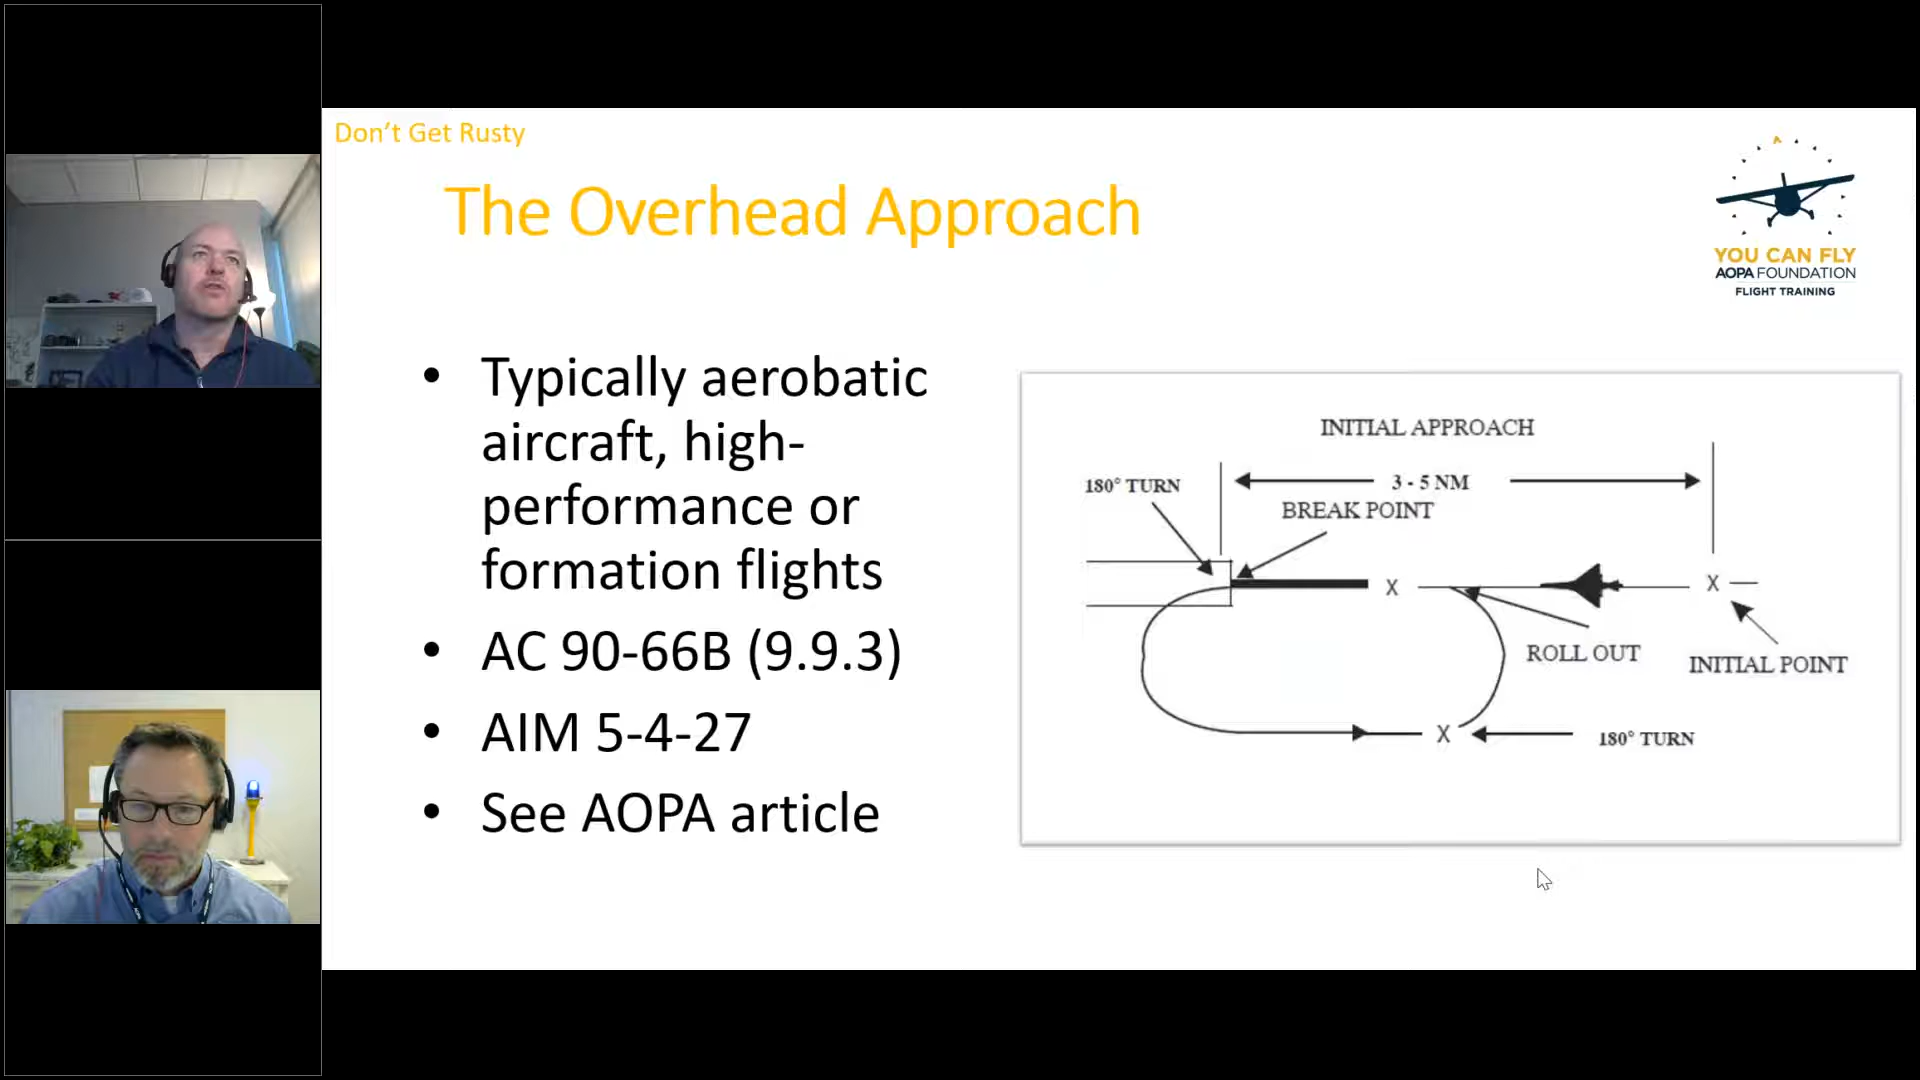 Don't Get Rusty
The Overhead Approach
YOU CAN FLY
AOPA FOUNDATION
FLIGHT TRAINING
• Typically aerobatic
aircraft, high-
performance or
formation flights
• AC 90-66B (9.9.3)
• AIM 5-4-27
• See AOPA article
INITIAL APPROACH
180° TURN
3 - 5 NM
BREAK POINT
X
X
ROLL OUT
INITIAL POINT
X
180° TURN